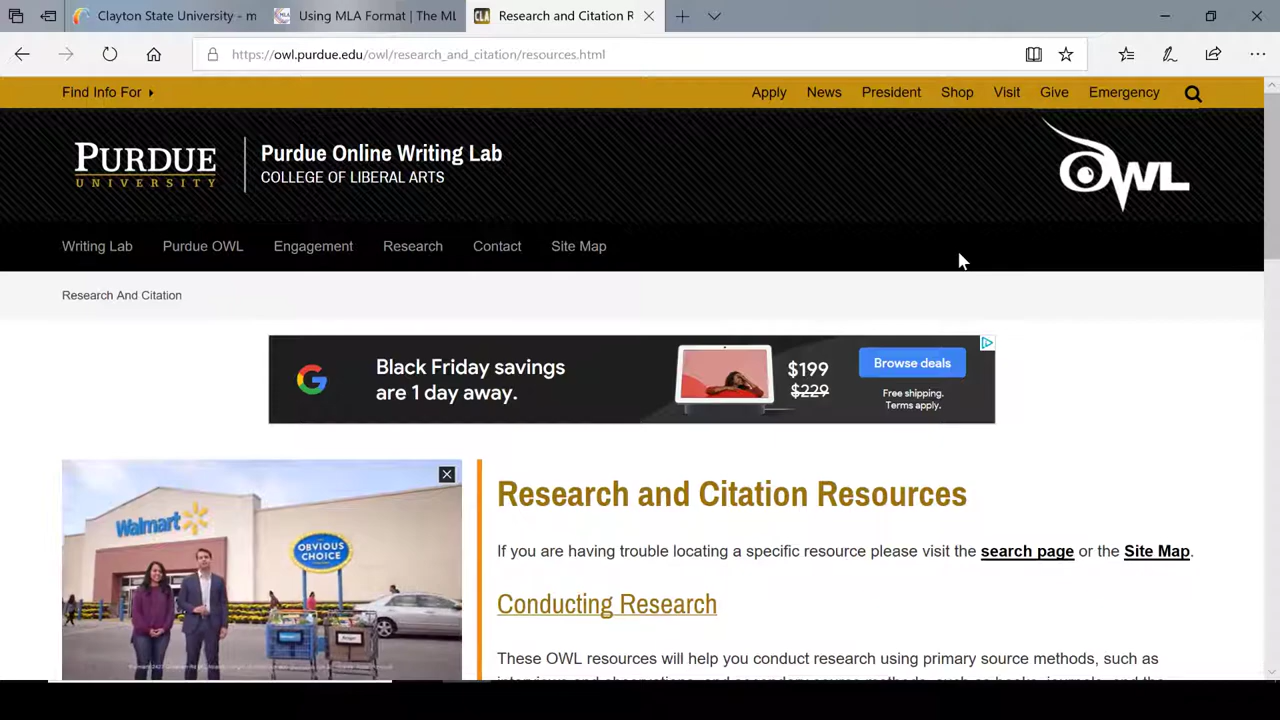 Clayton State University - m
Using MLA Format | The ML
Research and Citation R
https://owl.purdue.edu/owl/research_and_citation/resources.html
Find Info For
Apply News President Shop Visit Give Emergency
PURDUE
UNIVERSITY
Purdue Online Writing Lab
COLLEGE OF LIBERAL ARTS
OWL
Writing Lab Purdue OWL Engagement Research Contact Site Map
Research And Citation
G
Black Friday savings
are 1 day away.
$199
$229
Browse deals
Free shipping.
Terms apply.
Walmart
OBVIOUS
CHOICE
Research and Citation Resources
If you are having trouble locating a specific resource please visit the search page or the Site Map.
Conducting Research
These OWL resources will help you conduct research using primary source methods, such as